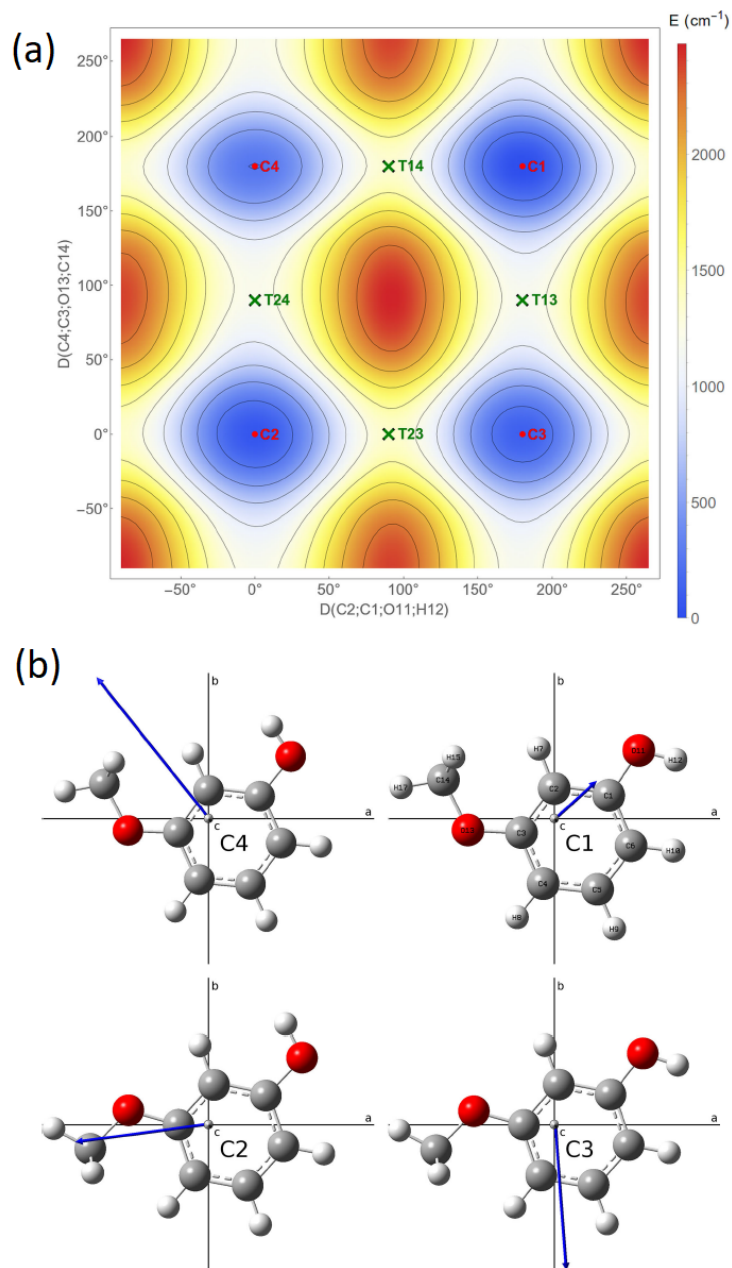 (a)
E (cm⁻¹)
250°
200°
150°
100°
50°
0°
−50°
D(C4;C3;O13;C14)
C4
T14
C1
T24
T13
C2
T23
C3
−50°
0°
50°
100°
150°
200°
250°
D(C2;C1;O11;H12)
2000
1500
1000
500
0
(b)
b
a
c
C4
b
a
c
C1
H15
H17
C14
H7
O11
H12
C2
C1
O13
C3
C6
H10
C4
C5
H8
H9
b
a
c
C2
b
a
c
C3